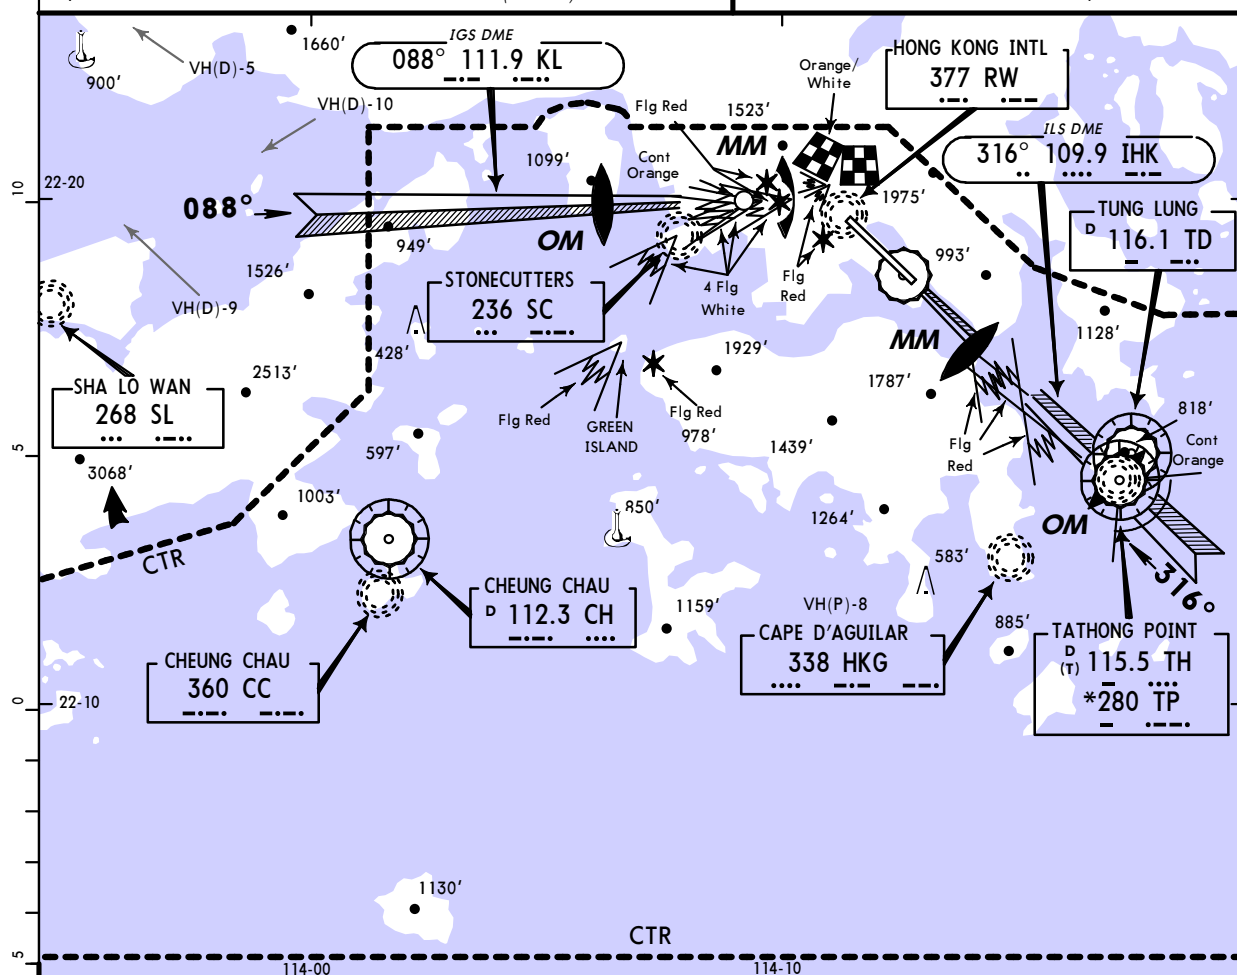 1660'
900'
VH(D)-5
VH(D)-10
IGS DME
088° 111.9 KL
Orange/
White
HONG KONG INTL
377 RW
Flg Red
1523'
MM
ILS DME
316° 109.9 IHK
1099'
Cont
Orange
10
22-20
088°
1975'
TUNG LUNG
D 116.1 TD
OM
949'
1526'
993'
STONECUTTERS
236 SC
4 Flg
White
Flg
Red
VH(D)-9
1128'
MM
428'
1929'
SHA LO WAN
268 SL
2513'
1787'
Flg Red
GREEN
ISLAND
Flg Red
978'
818'
Cont
Orange
1439'
Flg
Red
597'
5
3068'
1003'
850'
1264'
OM
CTR
583'
316°
CHEUNG CHAU
D 112.3 CH
1159'
VH(P)-8
CAPE D'AGUILAR
338 HKG
885'
TATHONG POINT
D
(T) 115.5 TH
*280 TP
CHEUNG CHAU
360 CC
0
22-10
1130'
CTR
5
114-00
114-10